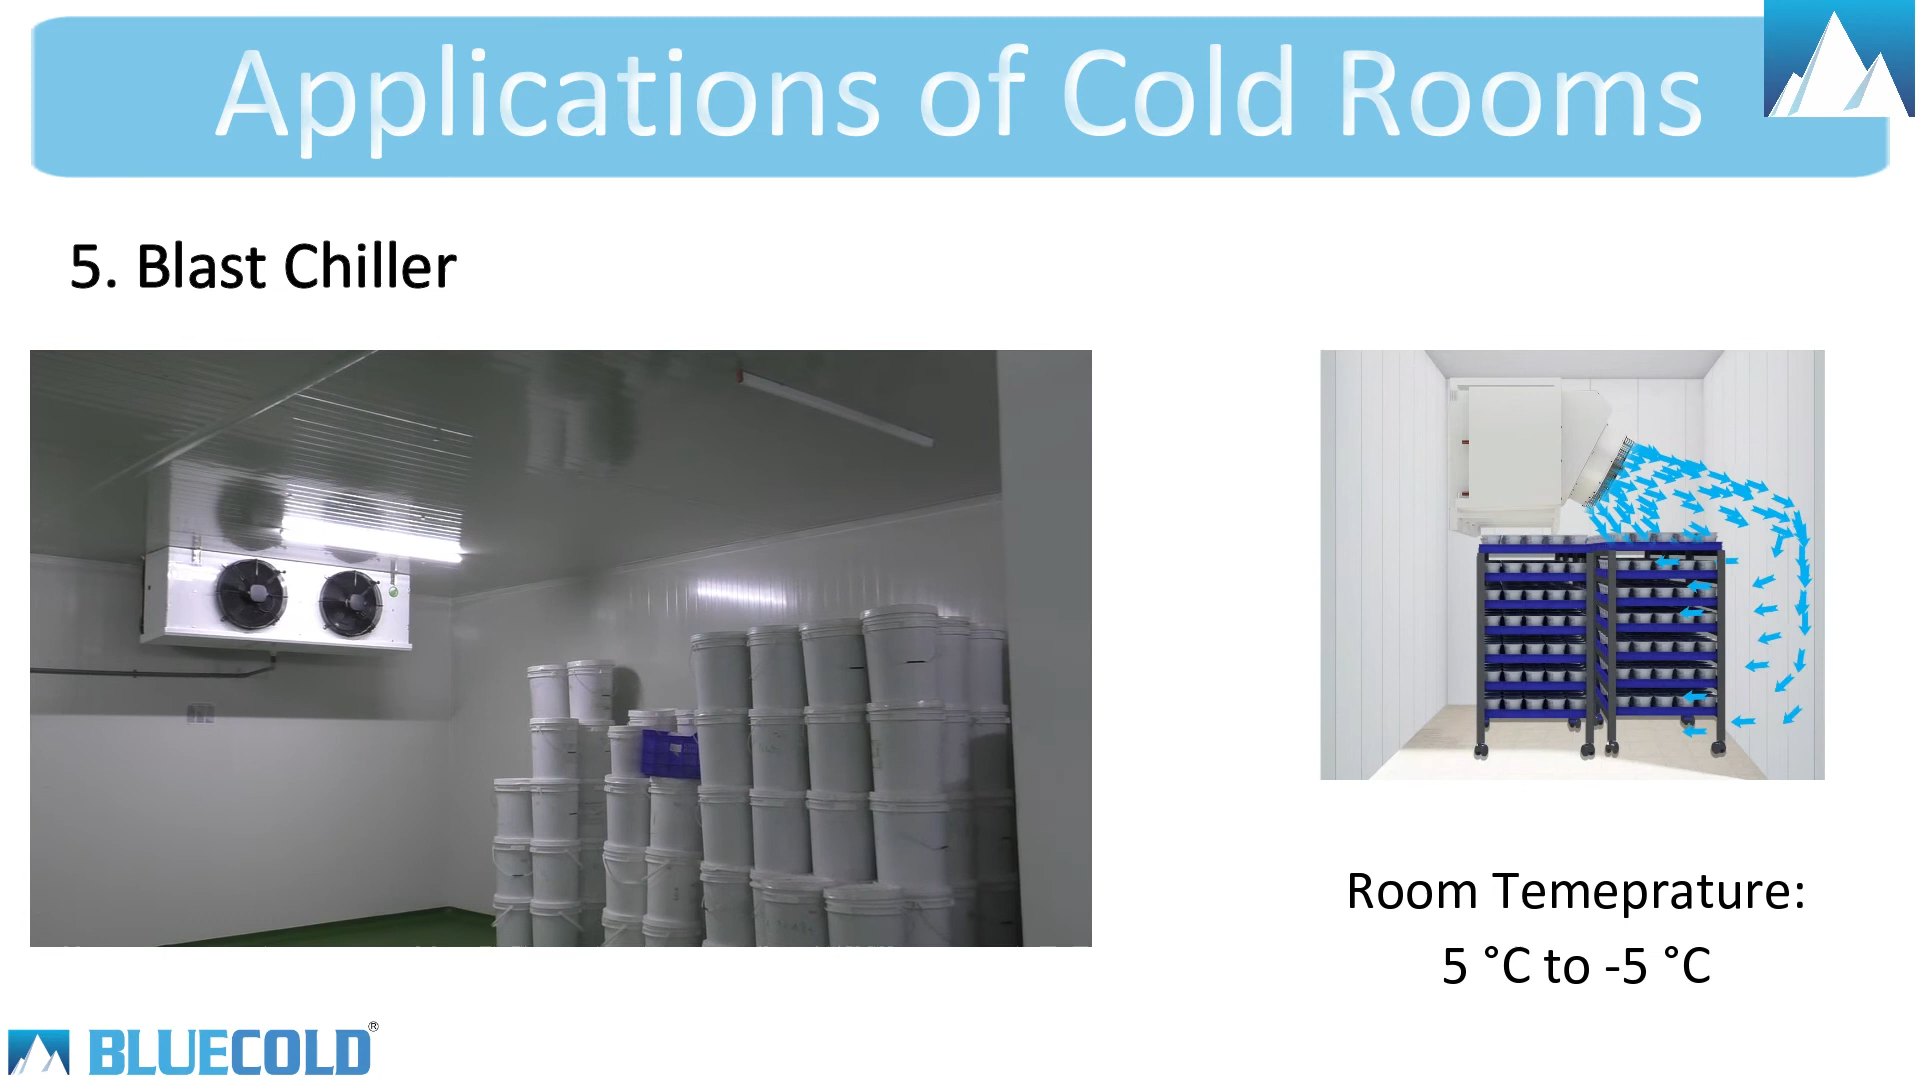 Applications of Cold Rooms
5. Blast Chiller
Room Temeprature:
5 °C to -5 °C
BLUECOLD®